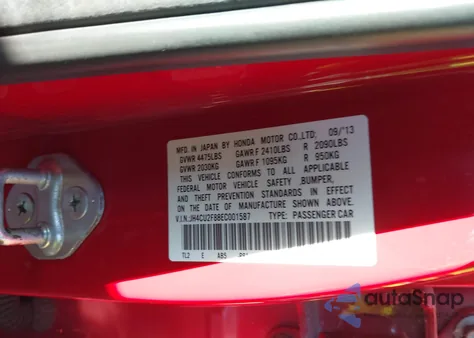 MFD. IN JAPAN BY HONDA MOTOR CO.,LTD. 09/'13
GVWR 4475LBS GAWR F 2410LBS R 2090LBS
GVWR 2030KG GAWR F 1095KG R 950KG
THIS VEHICLE CONFORMS TO ALL APPLICABLE
FEDERAL MOTOR VEHICLE SAFETY ,BUMPER,
AND THEFT PREVENTION STANDARDS IN EFFECT
ON THE DATE OF MANUFACTURE SHOWN ABOVE.
V.I.N.:JH4CU2F88EC001587 TYPE: PASSENGER CAR
TL2 E AB5
autoSnap